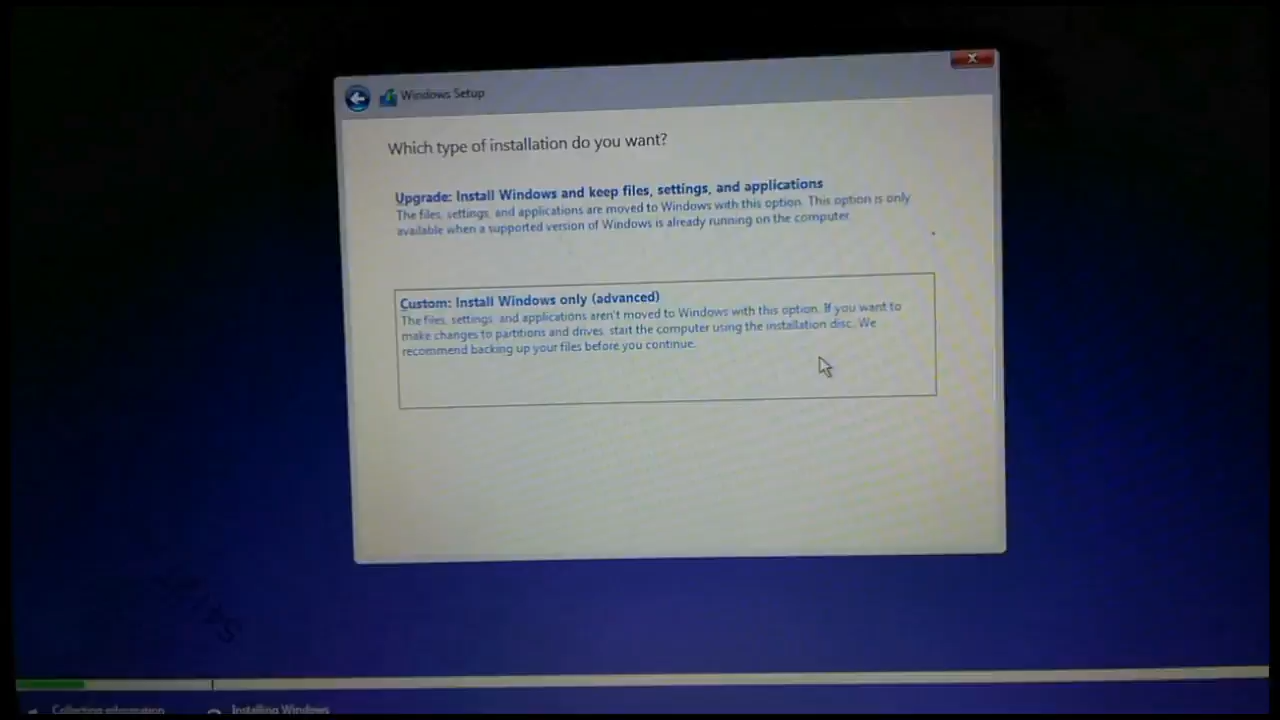 Windows Setup
Which type of installation do you want?
Upgrade: Install Windows and keep files, settings, and applications
The files, settings, and applications are moved to Windows with this option. This option is only
available when a supported version of Windows is already running on the computer.
Custom: Install Windows only (advanced)
The files, settings, and applications aren't moved to Windows with this option. If you want to
make changes to partitions and drives, start the computer using the installation disc. We
recommend backing up your files before you continue.
Collecting information
Installing Windows